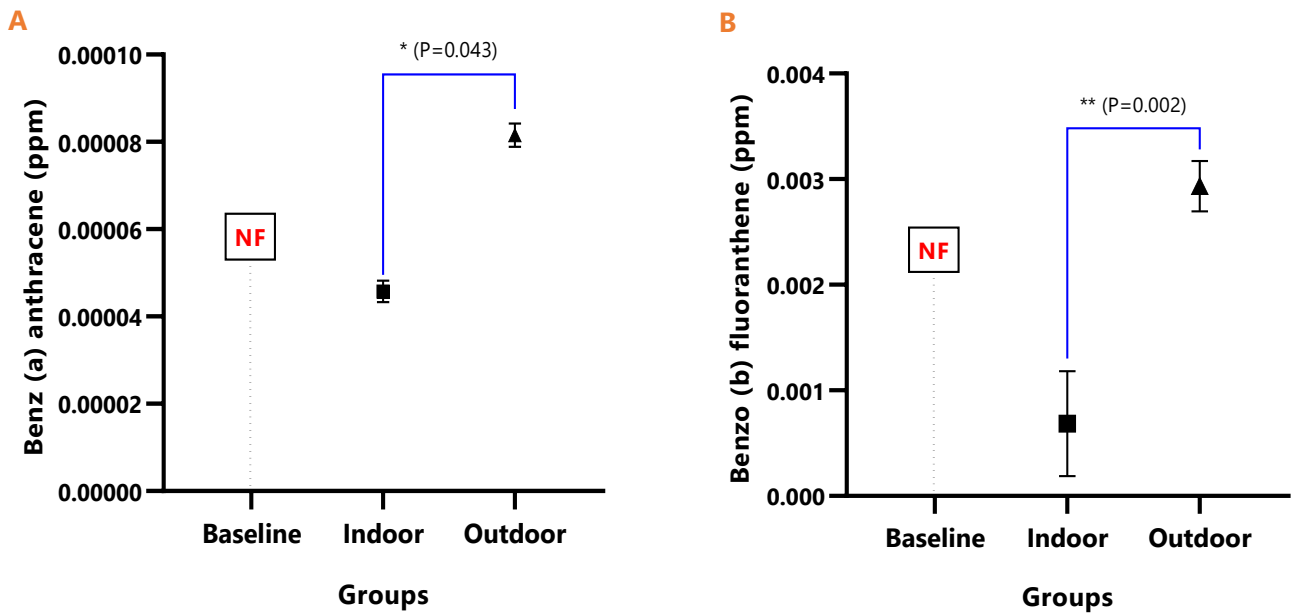 A
Benz (a) anthracene (ppm)
0.00010
0.00008
0.00006
0.00004
0.00002
0.00000
* (P=0.043)
NF
Baseline
Indoor
Outdoor
Groups
B
Benzo (b) fluoranthene (ppm)
0.004
0.003
0.002
0.001
0.000
** (P=0.002)
NF
Baseline
Indoor
Outdoor
Groups